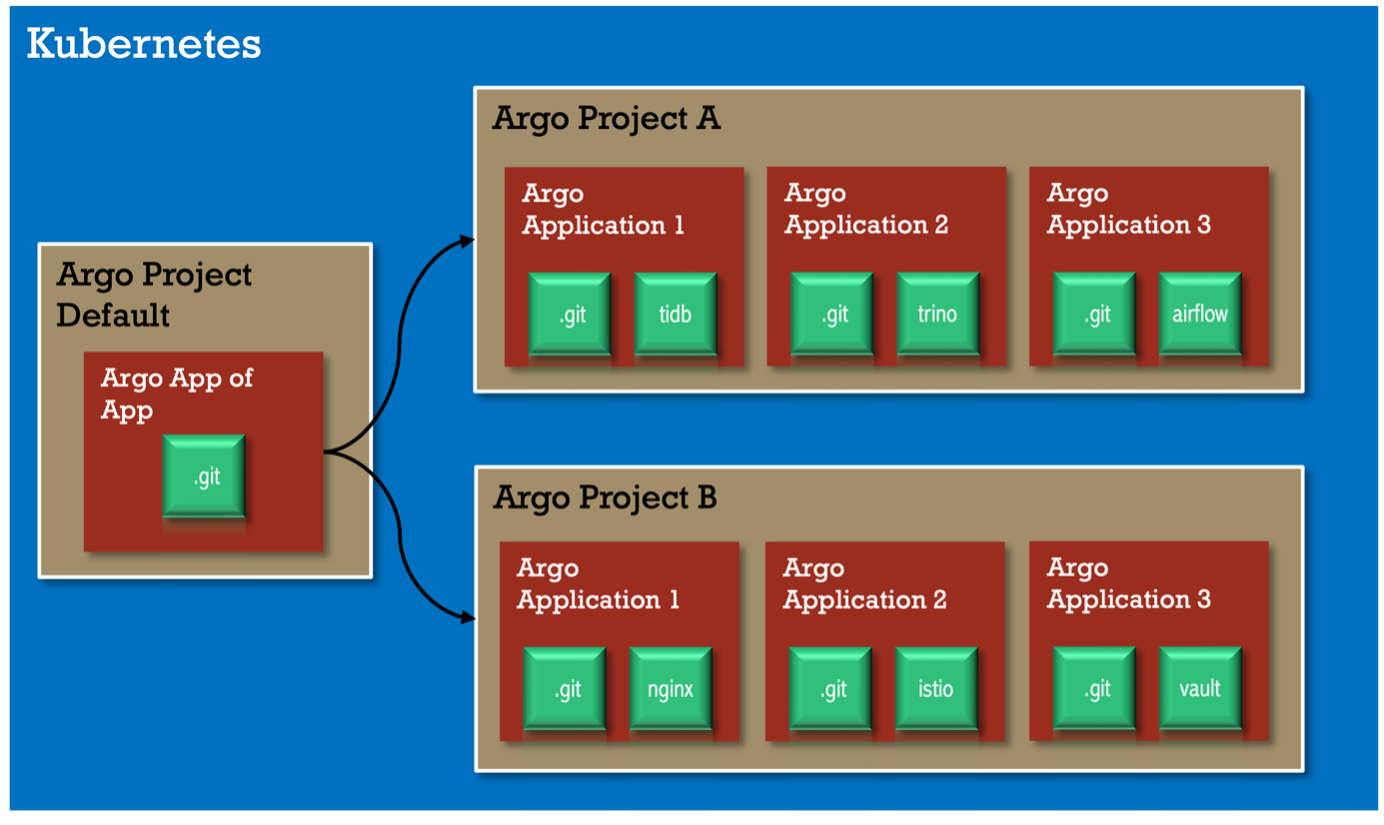 Kubernetes
Argo Project
Default
Argo App of
App
.git
Argo Project A
Argo
Application 1
.git
tidb
Argo
Application 2
.git
trino
Argo
Application 3
.git
airflow
Argo Project B
Argo
Application 1
.git
nginx
Argo
Application 2
.git
istio
Argo
Application 3
.git
vault